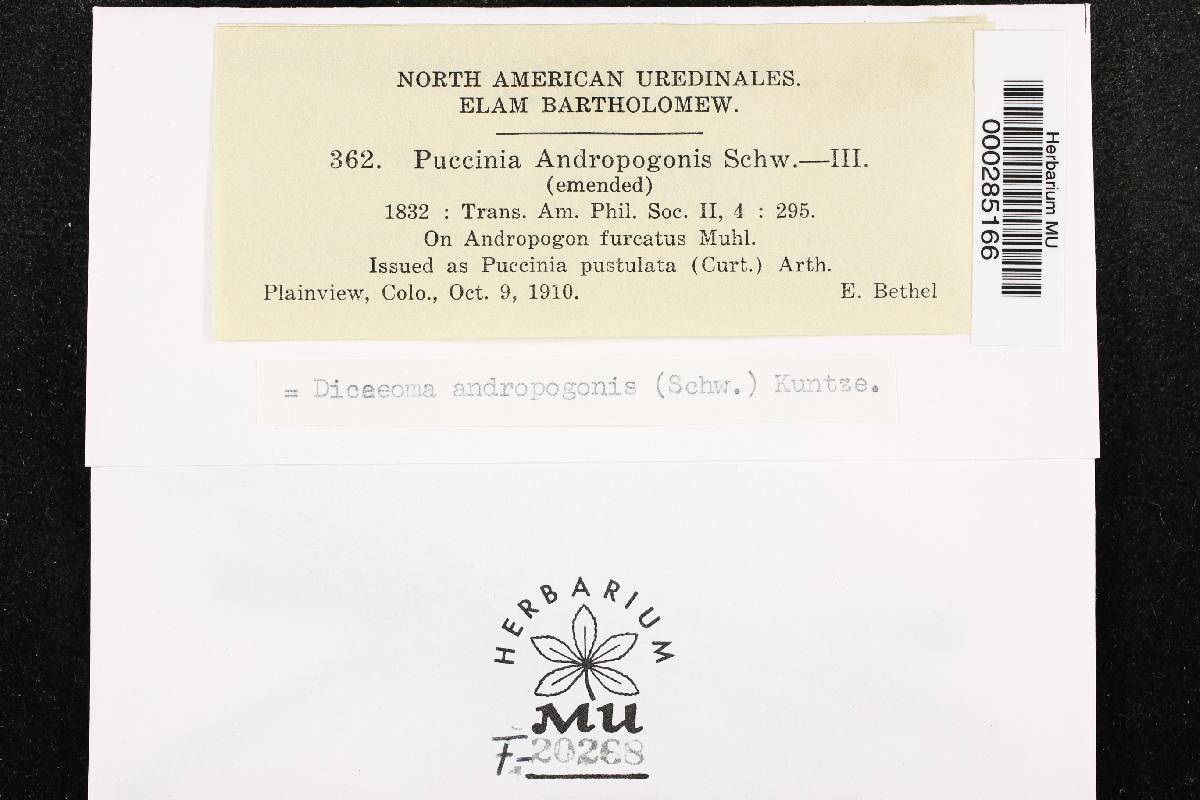 NORTH AMERICAN UREDINALES.
ELAM BARTHOLOMEW.
362. Puccinia Andropogonis Schw.—III.
(emended)
1832 : Trans. Am. Phil. Soc. II, 4 : 295.
On Andropogon furcatus Muhl.
Issued as Puccinia pustulata (Curt.) Arth.
Plainview, Colo., Oct. 9, 1910. E. Bethel
Herbarium MU
000285166
= Dicaeoma andropogonis (Schw.) Kuntze.
HERBARIUM
MU
F-20268